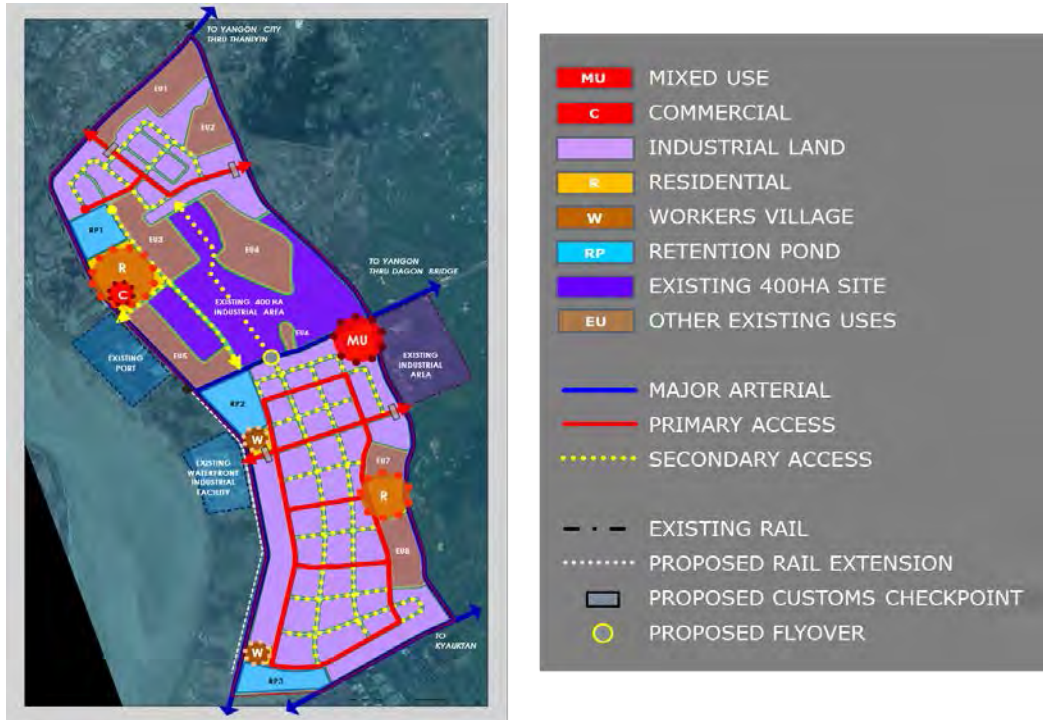 TO YANGON CITY
THRU THANLYIN
EU1
EU2
RP1
EU3
EU4
R
C
TO YANGON
THRU DAGON BRIDGE
EXISTING 400 HA
INDUSTRIAL AREA
EU6
MU
EXISTING
PORT
EU5
EXISTING
INDUSTRIAL
AREA
RP2
W
EXISTING
WATERFRONT
INDUSTRIAL
FACILITY
EU7
R
EU8
TO
KYAUKTAN
W
RP3
MU MIXED USE
C COMMERCIAL
INDUSTRIAL LAND
R RESIDENTIAL
W WORKERS VILLAGE
RP RETENTION POND
EXISTING 400HA SITE
EU OTHER EXISTING USES
MAJOR ARTERIAL
PRIMARY ACCESS
SECONDARY ACCESS
EXISTING RAIL
PROPOSED RAIL EXTENSION
PROPOSED CUSTOMS CHECKPOINT
PROPOSED FLYOVER